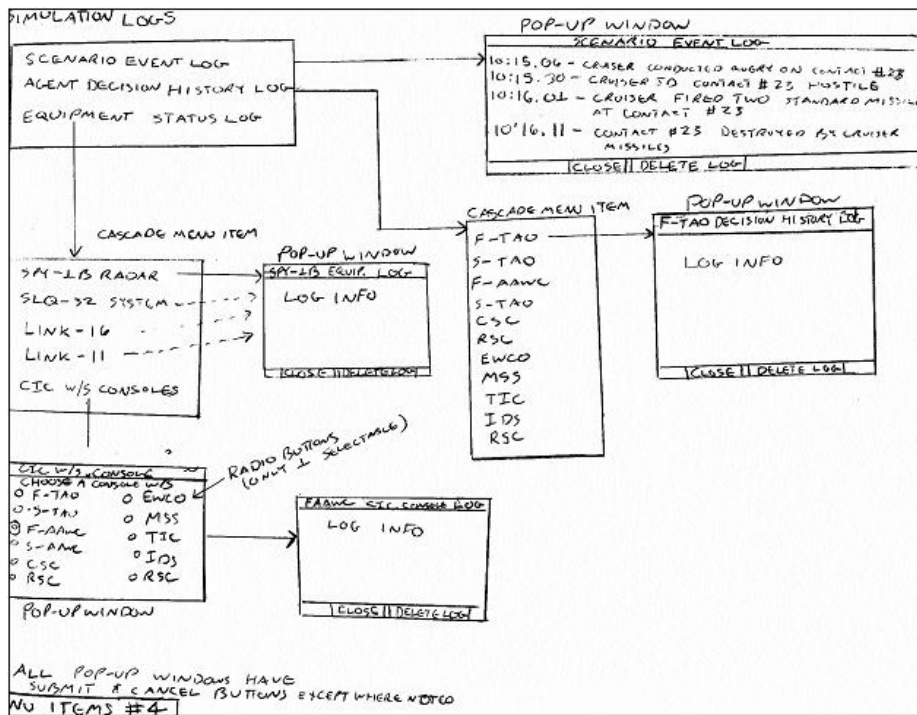 SIMULATION LOGS
SCENARIO EVENT LOG
AGENT DECISION HISTORY LOG
EQUIPMENT STATUS LOG
POP-UP WINDOW
SCENARIO EVENT LOG
10:15.06 - CRUSER CONDUCTED QUERY ON CONTACT #23
10:15.30 - CRUISER ID CONTACT #23 HOSTILE
10:16.01 - CRUISER FIRED TWO STANDARD MISSILE
AT CONTACT #23
10'16.11 - CONTACT #23 DESTROYED BY CRUISER
MISSILES
CLOSE DELETE LOG
CASCADE MENU ITEM
SPY-1B RADAR
SLQ-32 SYSTEM
LINK-16
LINK-11
CIC W/S CONSOLES
POP-UP WINDOW
SPY-1B EQUIP. LOG
LOG INFO
CLOSE DELETE LOG
CASCADE MENU ITEM
F-TAO
S-TAO
F-AAWC
S-TAO
CSC
RSC
EWCO
MSS
TIC
IDS
RSC
POP-UP WINDOW
F-TAO DECISION HISTORY LOG
LOG INFO
CLOSE DELETE LOG
CIC W/S CONSOLE
CHOOSE A CONSOLE W/S
F-TAO
S-TAO
F-AAWC
S-AAWC
CSC
RSC
EWCO
MSS
TIC
IDS
RSC
POP-UP WINDOW
RADIO BUTTONS
(ONLY 1 SELECTABLE)
FAAWC CIC CONSOLE LOG
LOG INFO
CLOSE DELETE LOG
ALL POP-UP WINDOWS HAVE
SUBMIT & CANCEL BUTTONS EXCEPT WHERE NOTED
NU ITEMS #4